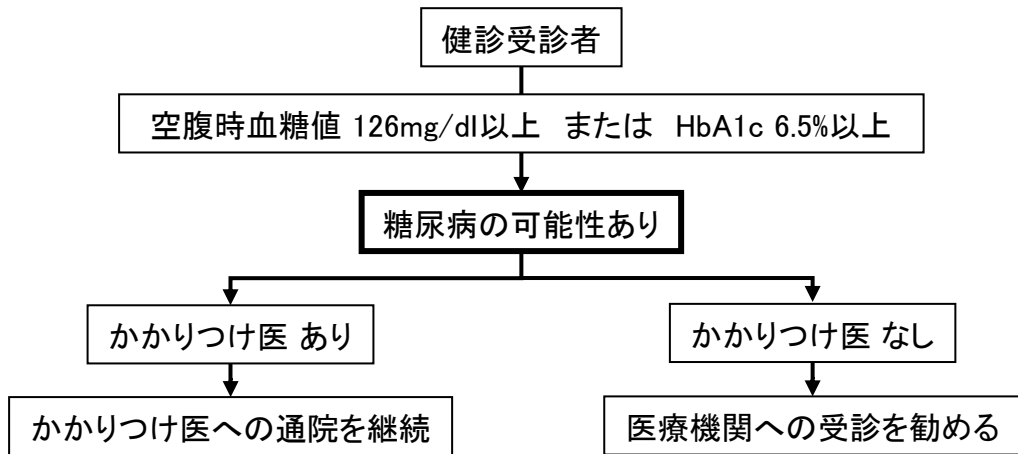 健診受診者
空腹時血糖値 126mg/dl以上 または HbA1c 6.5%以上
糖尿病の可能性あり
かかりつけ医 あり
かかりつけ医 なし
かかりつけ医への通院を継続
医療機関への受診を勧める